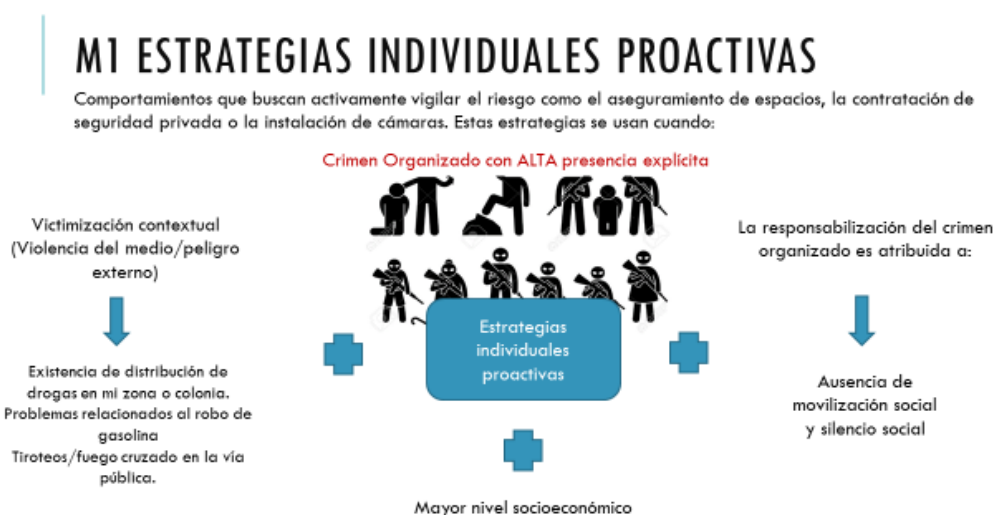 M1 ESTRATEGIAS INDIVIDUALES PROACTIVAS
Comportamientos que buscan activamente vigilar el riesgo como el aseguramiento de espacios, la contratación de
seguridad privada o la instalación de cámaras. Estas estrategias se usan cuando:
Crimen Organizado con ALTA presencia explícita
Victimización contextual
(Violencia del medio/peligro
externo)
Existencia de distribución de
drogas en mi zona o colonia.
Problemas relacionados al robo de
gasolina
Tiroteos/fuego cruzado en la vía
pública.
Estrategias
individuales
proactivas
Mayor nivel socioeconómico
La responsabilización del crimen
organizado es atribuida a:
Ausencia de
movilización social
y silencio social